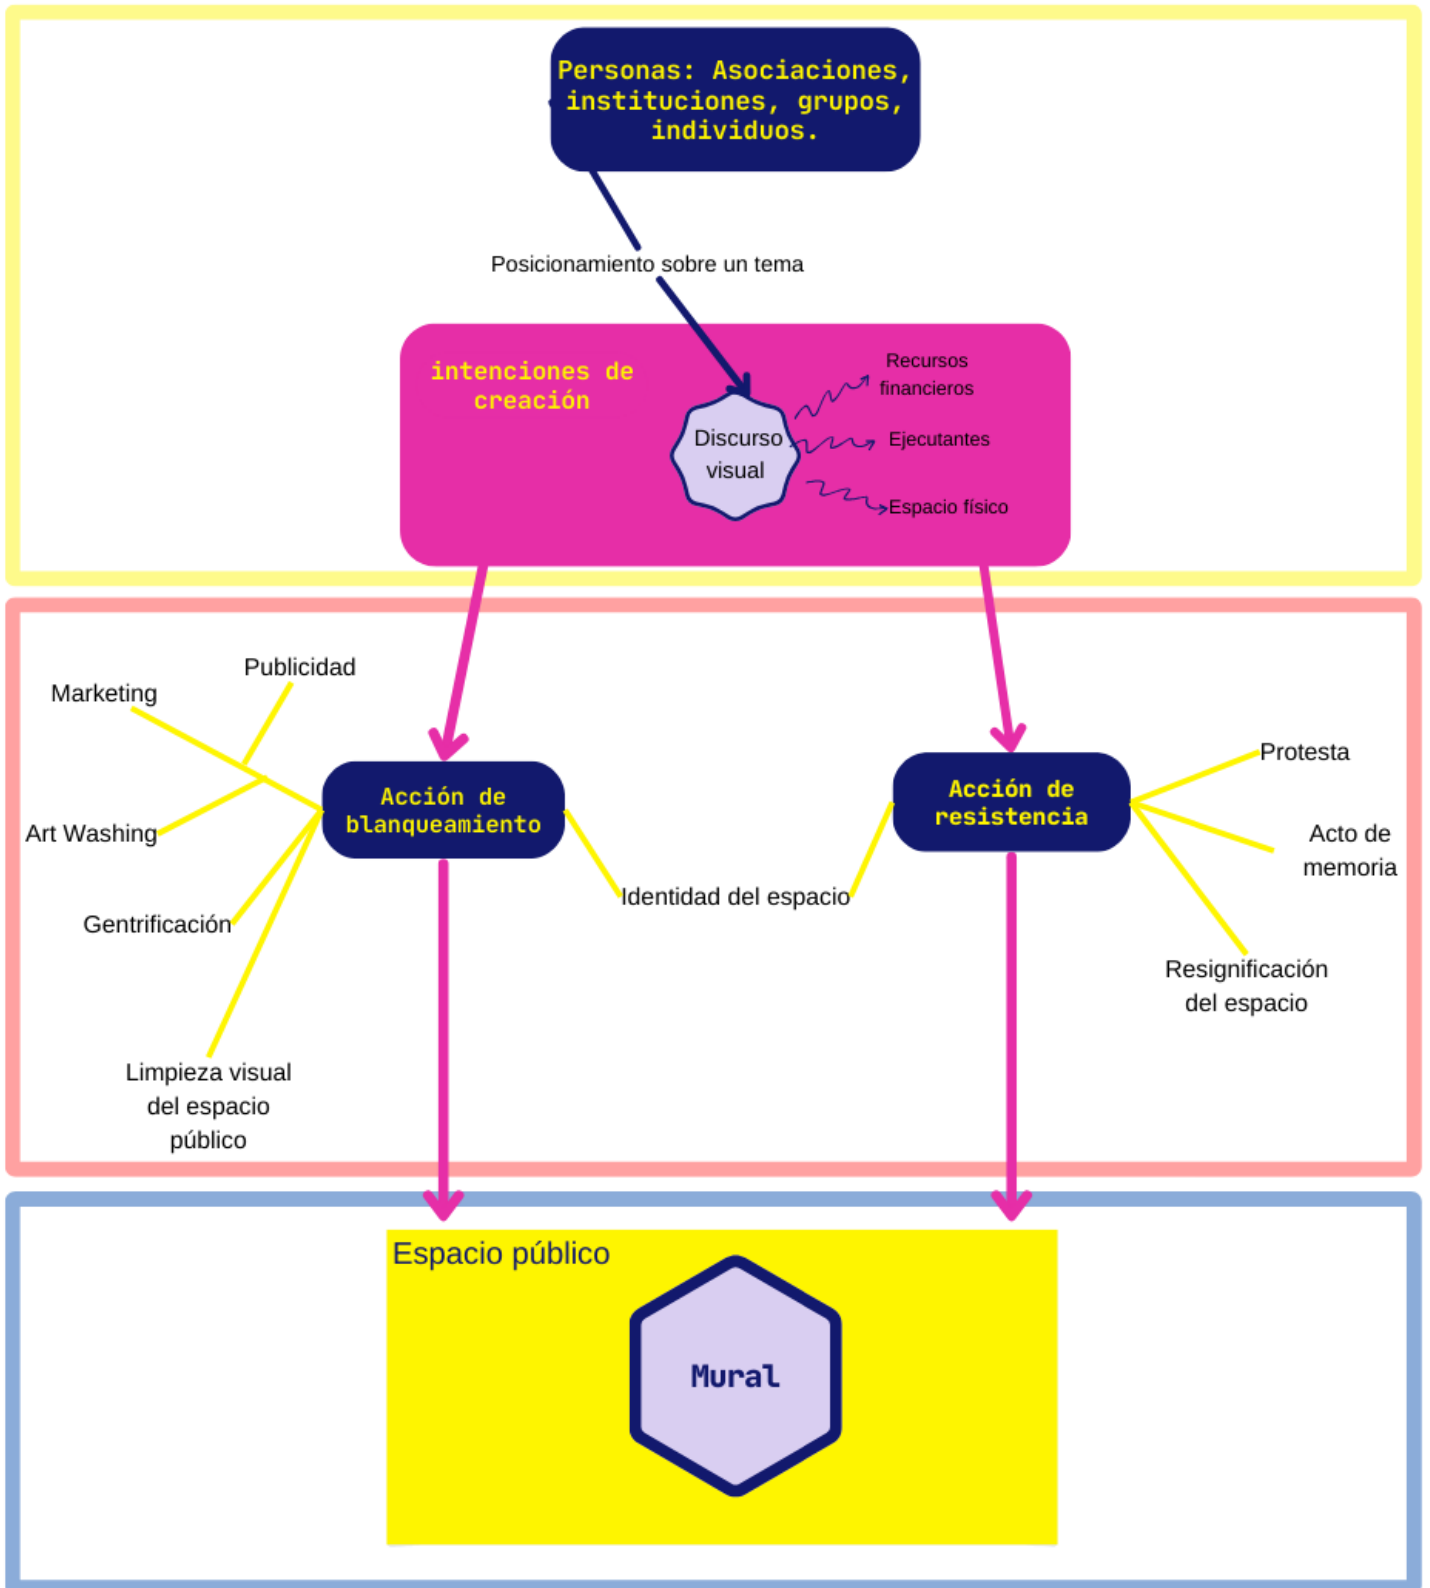 Personas: Asociaciones,
instituciones, grupos,
individuos.
Posicionamiento sobre un tema
intenciones de
creación
Discurso
visual
Recursos
financieros
Ejecutantes
Espacio físico
Publicidad
Marketing
Art Washing
Gentrificación
Limpieza visual
del espacio
público
Acción de
blanqueamiento
Identidad del espacio
Acción de
resistencia
Protesta
Acto de
memoria
Resignificación
del espacio
Espacio público
Mural